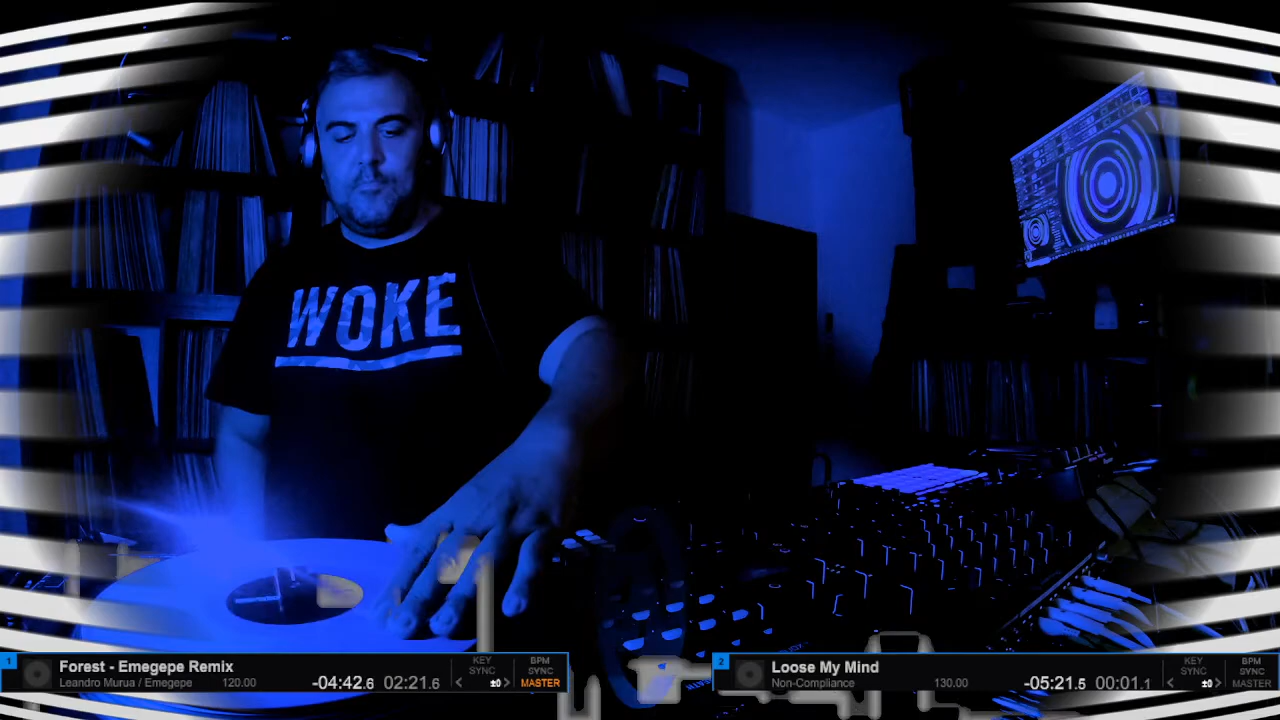 WOKE
1
Forest - Emegepe Remix
Leandro Murua / Emegepe 120.00
-04:42.6 02:21.6
KEY
SYNC
< ±0 >
BPM
SYNC
MASTER
2
Loose My Mind
Non-Compliance 130.00
-05:21.5 00:01.1
KEY
SYNC
< ±0 >
BPM
SYNC
MASTER